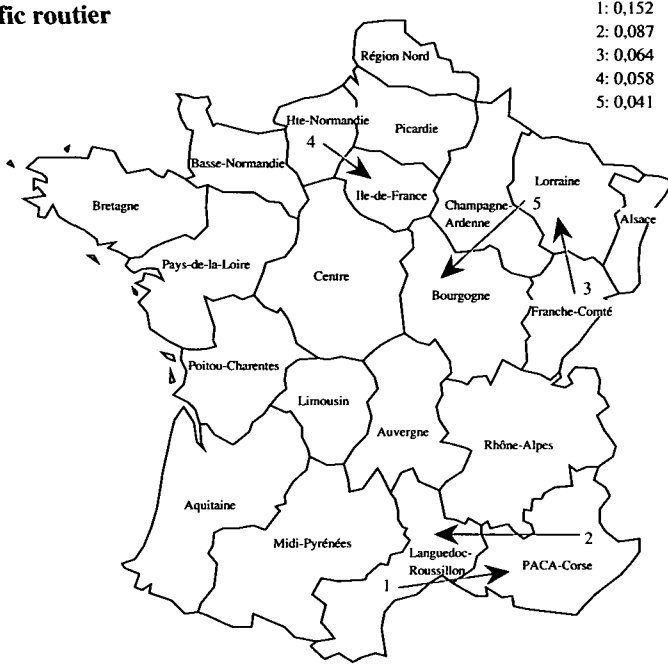 fic routier
1: 0,152
2: 0,087
3: 0,064
4: 0,058
5: 0,041
Région Nord
Hte-Normandie
Picardie
4
Basse-Normandie
Ile-de-France
Lorraine
Champagne-
Ardenne
5
Alsace
Bretagne
Pays-de-la-Loire
Centre
Bourgogne
3
Franche-Comté
Poitou-Charentes
Limousin
Auvergne
Rhône-Alpes
Aquitaine
Midi-Pyrénées
2
Languedoc-
Roussillon
PACA-Corse
1